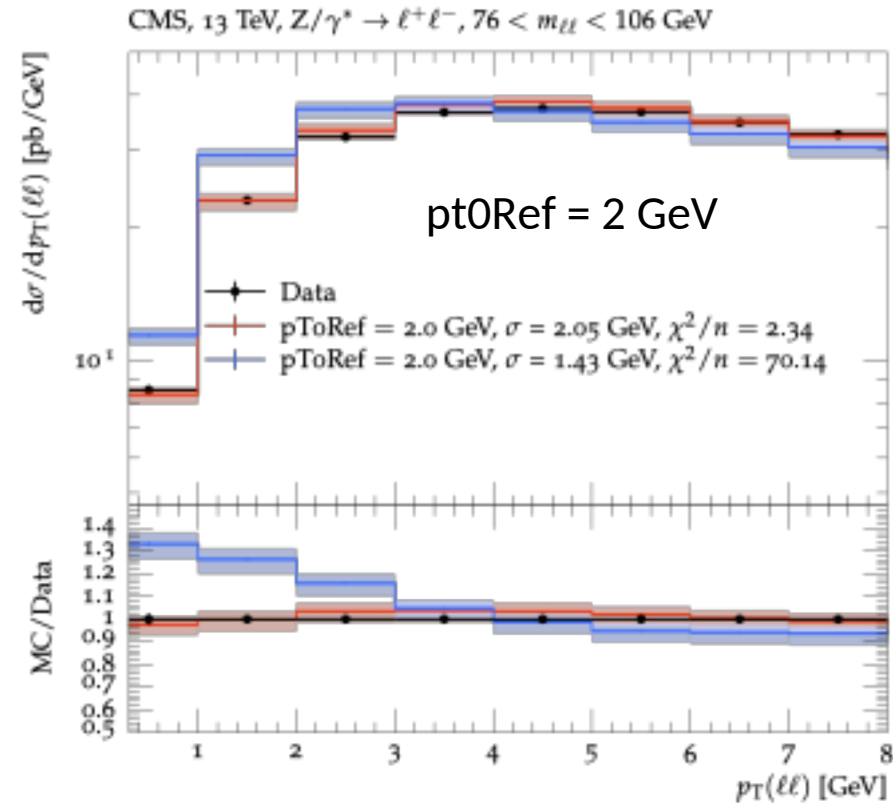 CMS, 13 TeV, Z/γ* → ℓ⁺ℓ⁻, 76 < mℓℓ < 106 GeV
dσ/dpT(ℓℓ) [pb/GeV]
pt0Ref = 2 GeV
Data
pT0Ref = 2.0 GeV, σ = 2.05 GeV, χ²/n = 2.34
pT0Ref = 2.0 GeV, σ = 1.43 GeV, χ²/n = 70.14
10¹
MC/Data
1.4
1.3
1.2
1.1
1
0.9
0.8
0.7
0.6
0.5
1 2 3 4 5 6 7 8
pT(ℓℓ) [GeV]